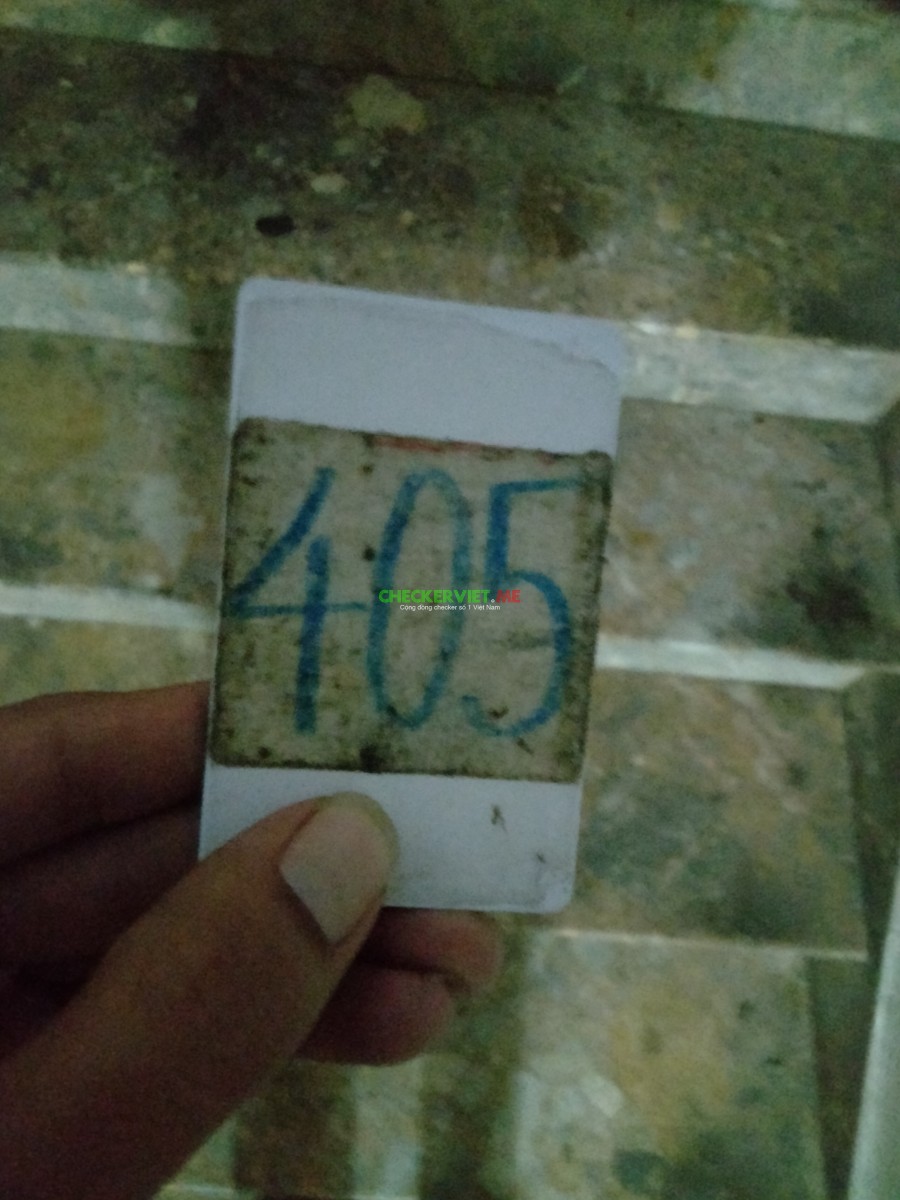 405
CHECKERVIET.ME
Cộng đồng checker số 1 Việt Nam